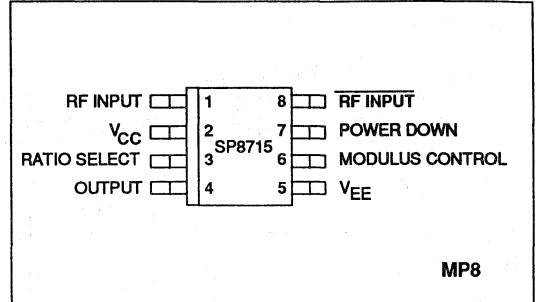 RF INPUT 1 8 RF INPUT
VCC 2 7 POWER DOWN
SP8715
RATIO SELECT 3 6 MODULUS CONTROL
OUTPUT 4 5 VEE
MP8